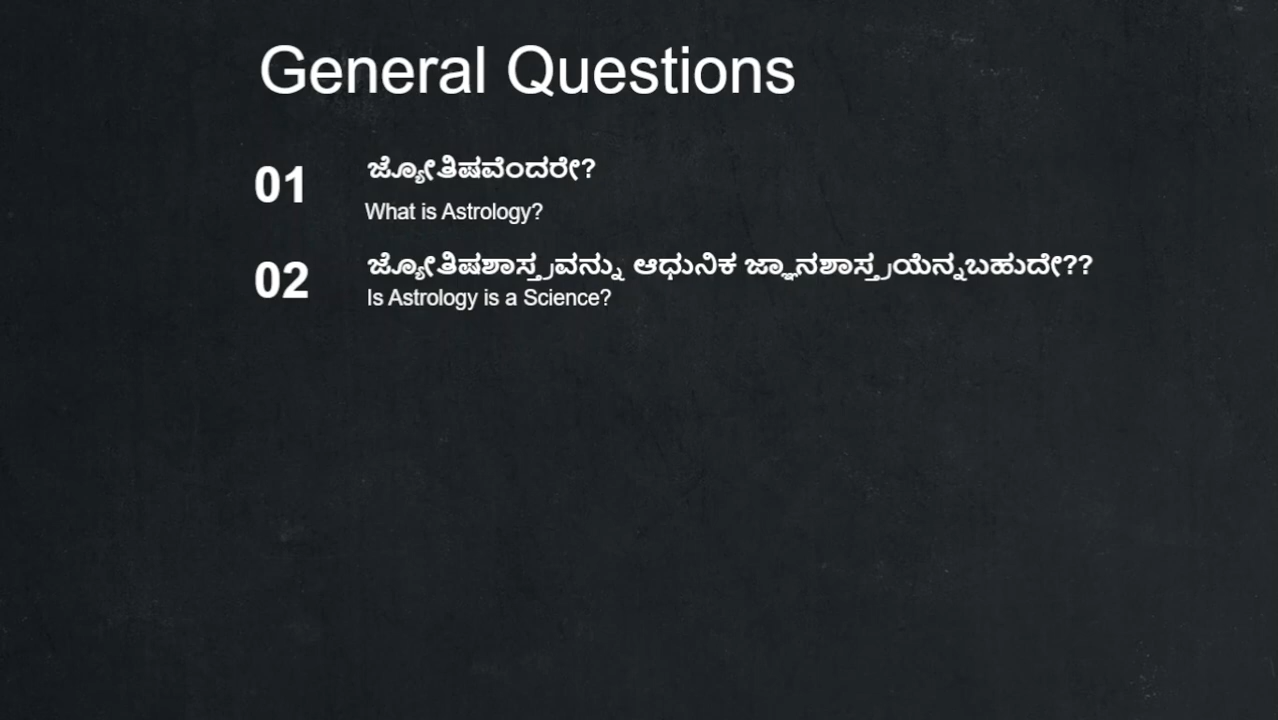 General Questions
01
ಜ್ಯೋತಿಷವೆಂದರೇ?
What is Astrology?
02
ಜ್ಯೋತಿಷಶಾಸ್ತ್ರವನ್ನು ಆಧುನಿಕ ಜ್ಞಾನಶಾಸ್ತ್ರಯೆನ್ನಬಹುದೇ??
Is Astrology is a Science?